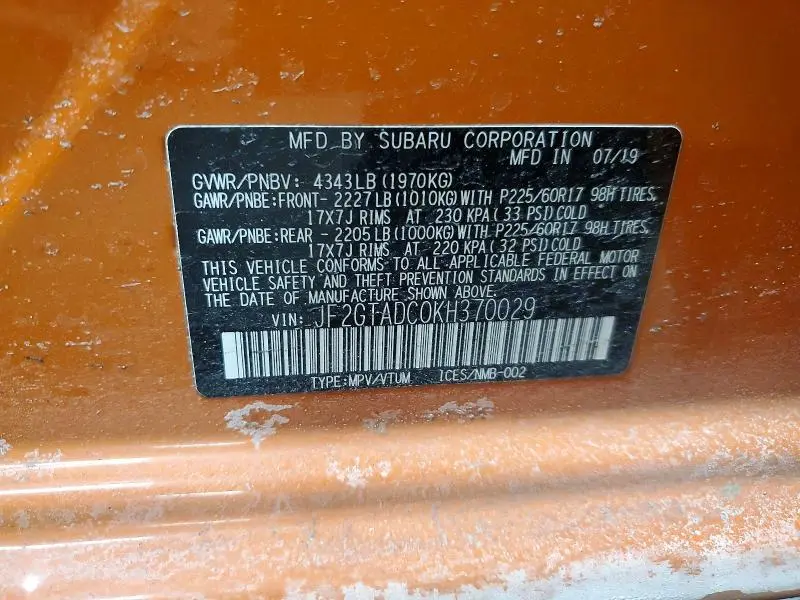 MFD BY SUBARU CORPORATION
MFD IN 07/19
GVWR/PNBV: 4343LB (1970KG)
GAWR/PNBE:FRONT- 2227LB (1010KG) WITH P225/60R17 98H TIRES,
17X7J RIMS AT 230 KPA (33 PSI) COLD
GAWR/PNBE:REAR - 2205LB (1000KG) WITH P225/60R17 98H TIRES,
17X7J RIMS AT 220 KPA (32 PSI) COLD
THIS VEHICLE CONFORMS TO ALL APPLICABLE FEDERAL MOTOR
VEHICLE SAFETY AND THEFT PREVENTION STANDARDS IN EFFECT ON
THE DATE OF MANUFACTURE SHOWN ABOVE.
VIN: JF2GTADC0KH370029
TYPE:MPV/VTUM ICES/NMB-002